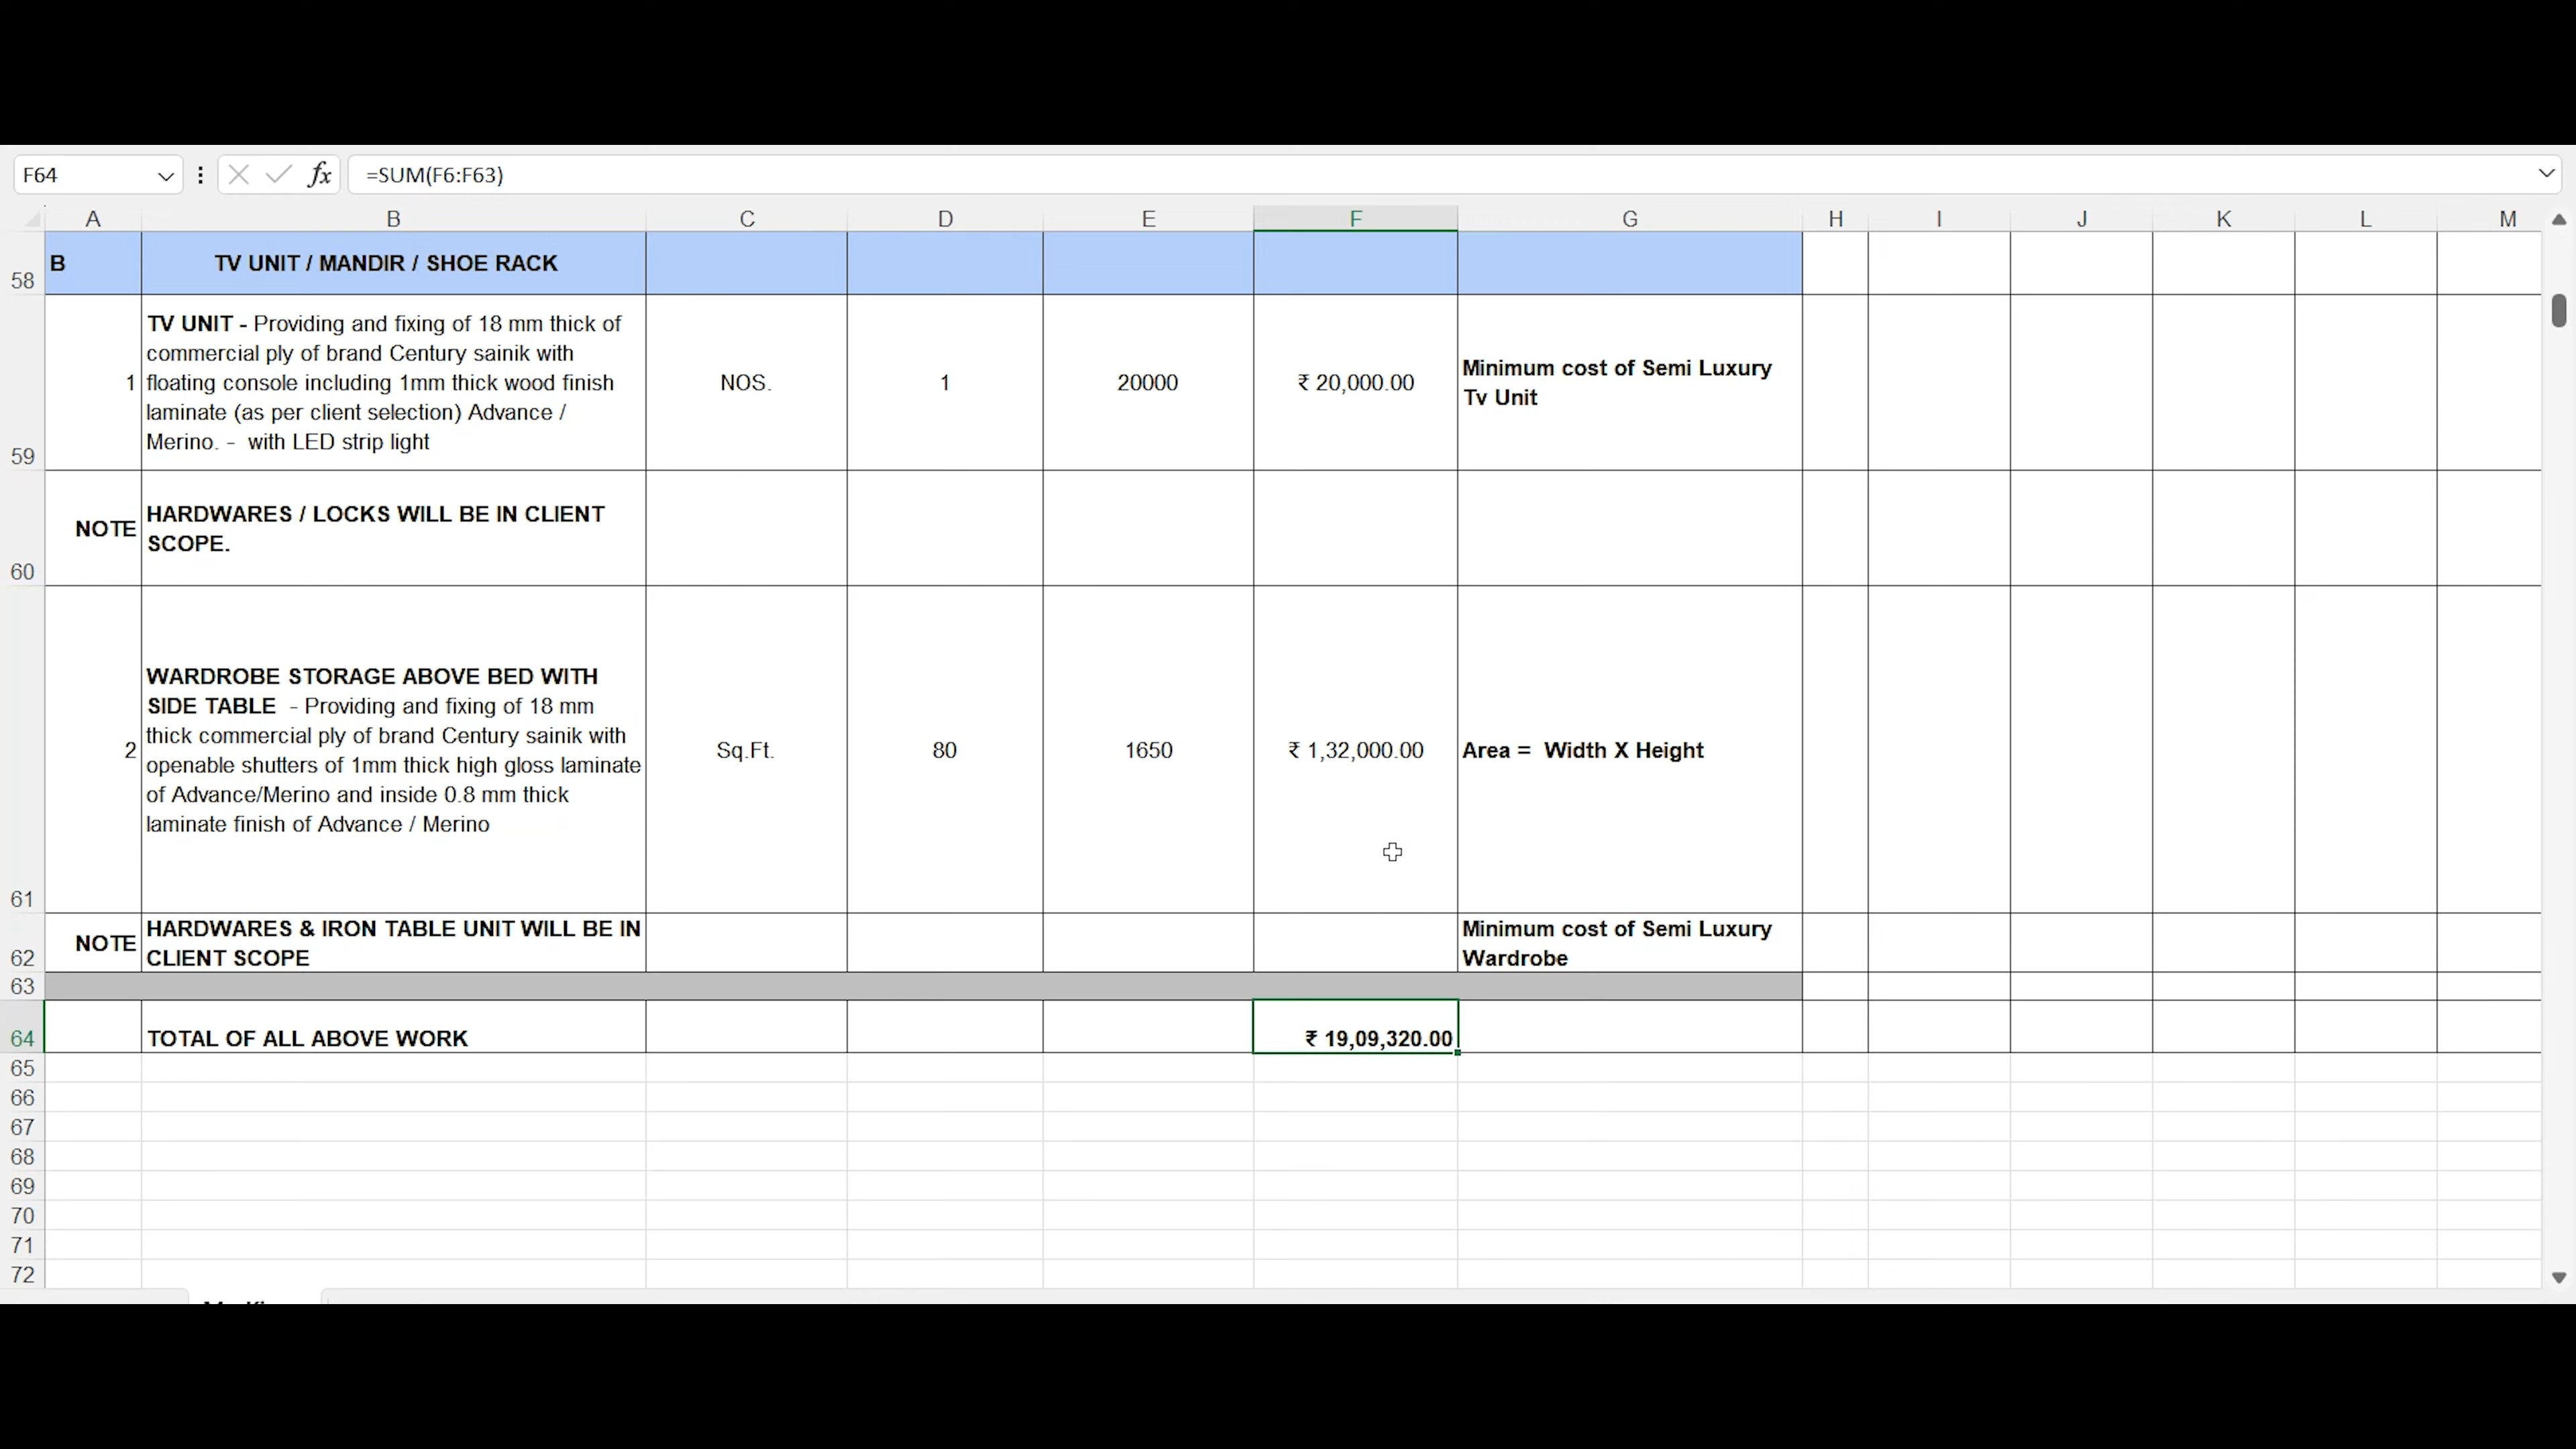 F64
fx
=SUM(F6:F63)
A B C D E F G H I J K L M
58 B TV UNIT / MANDIR / SHOE RACK
TV UNIT - Providing and fixing of 18 mm thick of
commercial ply of brand Century sainik with
1 floating console including 1mm thick wood finish NOS. 1 20000 ₹ 20,000.00 Minimum cost of Semi Luxury
Tv Unit
laminate (as per client selection) Advance /
59 Merino. - with LED strip light
NOTE HARDWARES / LOCKS WILL BE IN CLIENT
SCOPE.
60
WARDROBE STORAGE ABOVE BED WITH
SIDE TABLE - Providing and fixing of 18 mm
thick commercial ply of brand Century sainik with
2 openable shutters of 1mm thick high gloss laminate Sq.Ft. 80 1650 ₹ 1,32,000.00 Area = Width X Height
of Advance/Merino and inside 0.8 mm thick
laminate finish of Advance / Merino
61
NOTE HARDWARES & IRON TABLE UNIT WILL BE IN Minimum cost of Semi Luxury
62 CLIENT SCOPE Wardrobe
63
64 TOTAL OF ALL ABOVE WORK ₹ 19,09,320.00
65
66
67
68
69
70
71
72